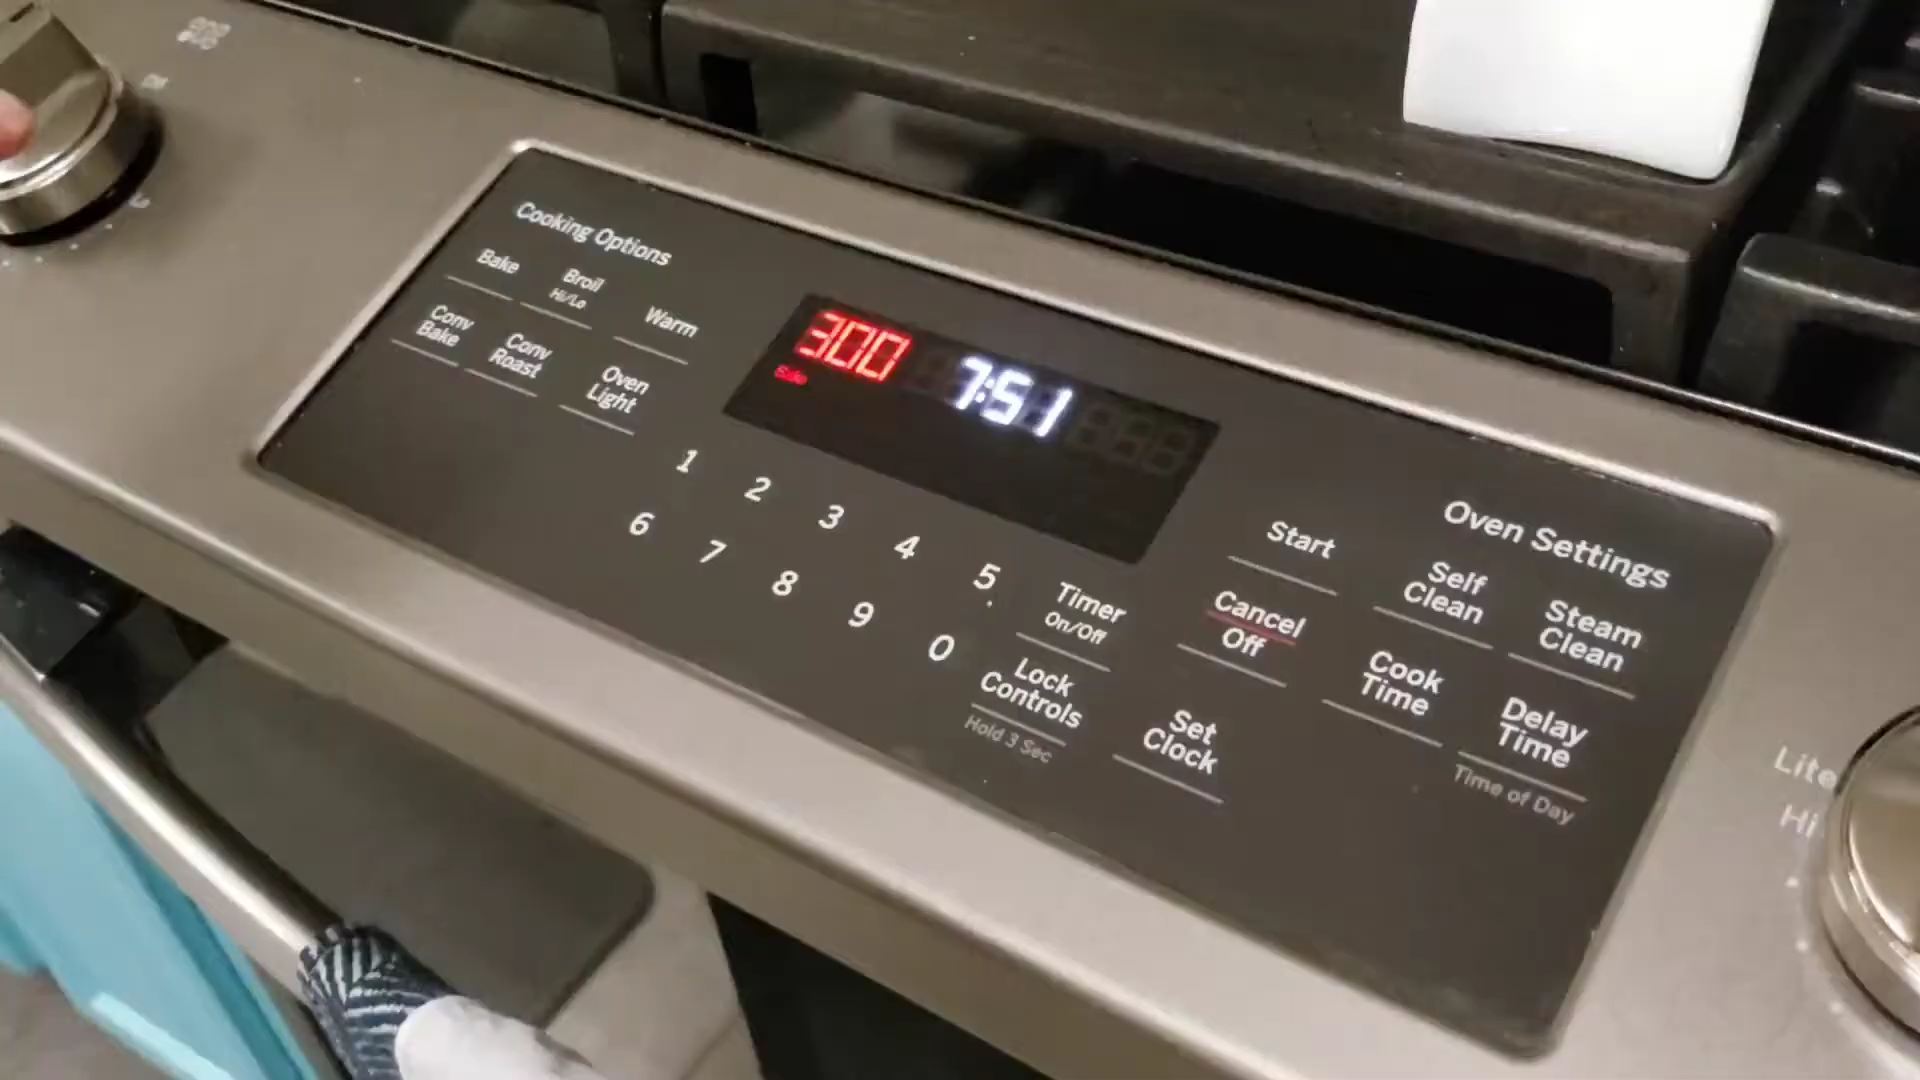 Cooking Options
Bake
Broil
Hi/Lo
Warm
Conv
Bake
Conv
Roast
Oven
Light
300
7:51
1
2
3
4
5
6
7
8
9
0
Timer
On/Off
Lock
Controls
Hold 3 Sec
Start
Cancel
Off
Set
Clock
Oven Settings
Self
Clean
Steam
Clean
Cook
Time
Delay
Time
Time of Day
Lite
Hi